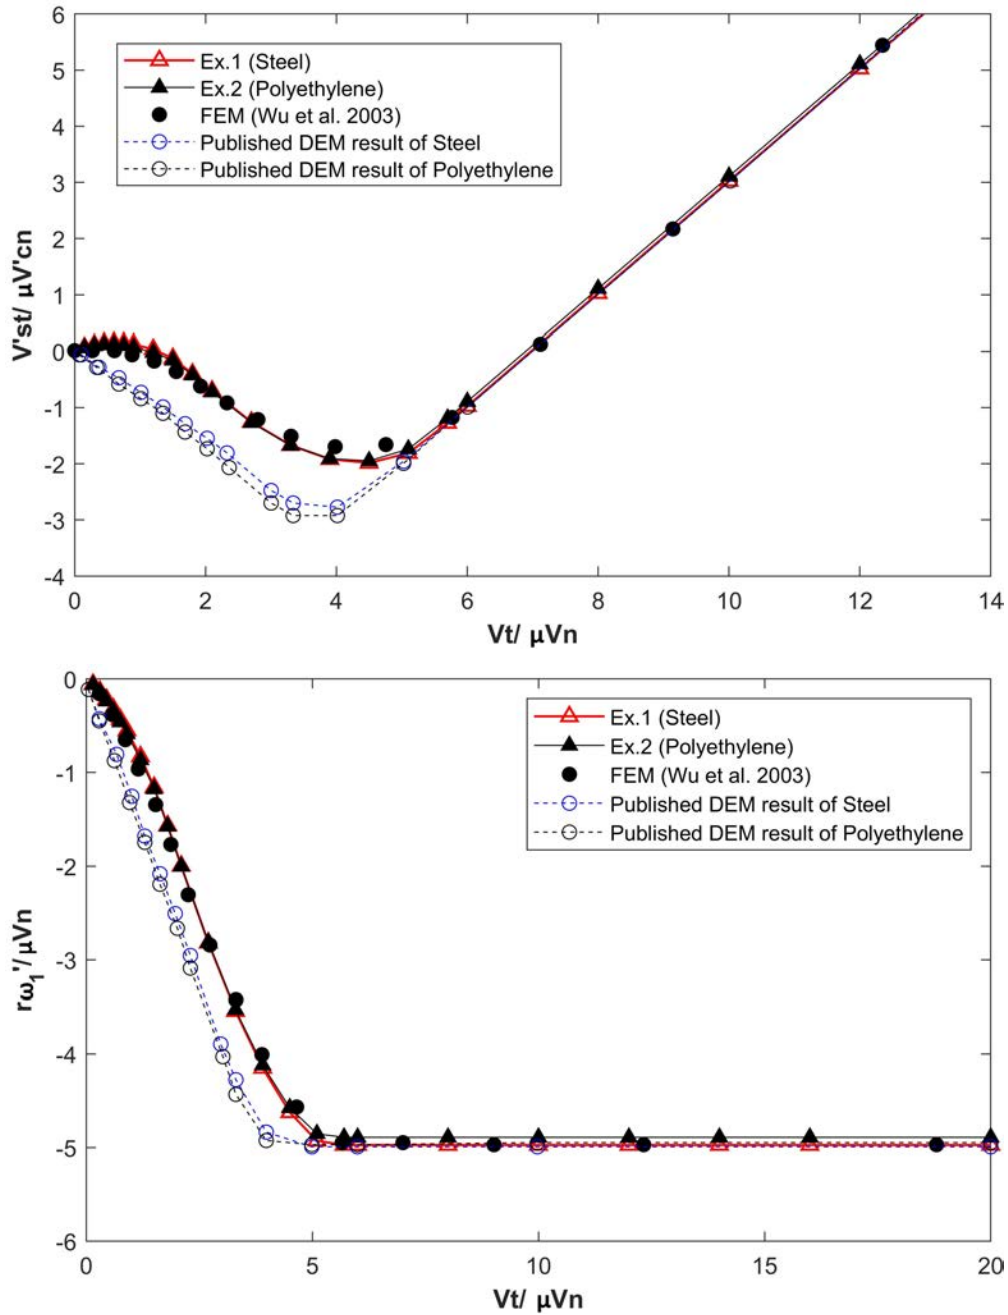 6
5
4
3
2
1
0
-1
-2
-3
-4
V'st/ μV'cn
Ex.1 (Steel)
Ex.2 (Polyethylene)
FEM (Wu et al. 2003)
Published DEM result of Steel
Published DEM result of Polyethylene
0 2 4 6 8 10 12 14
Vt/ μVn
0
-1
-2
-3
-4
-5
-6
rω1'/μVn
Ex.1 (Steel)
Ex.2 (Polyethylene)
FEM (Wu et al. 2003)
Published DEM result of Steel
Published DEM result of Polyethylene
0 5 10 15 20
Vt/ μVn